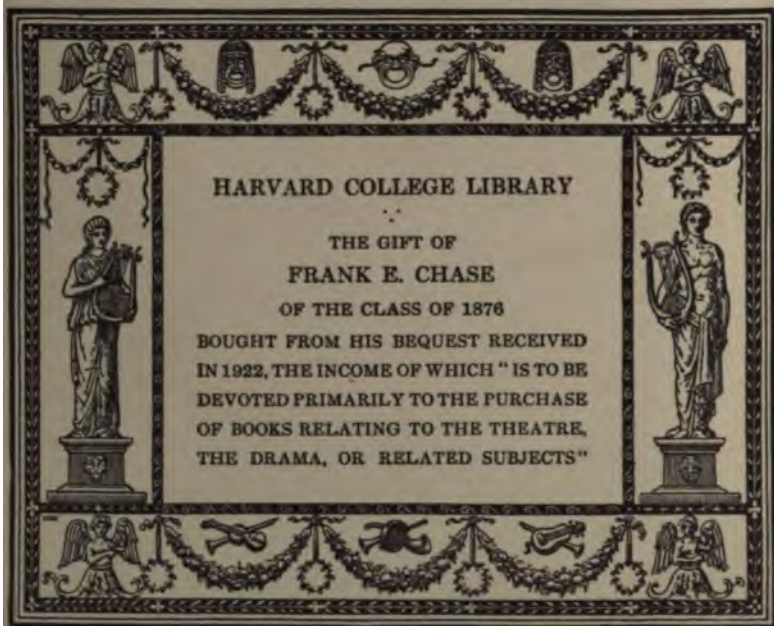 HARVARD COLLEGE LIBRARY
THE GIFT OF
FRANK E. CHASE
OF THE CLASS OF 1876
BOUGHT FROM HIS BEQUEST RECEIVED
IN 1922, THE INCOME OF WHICH "IS TO BE
DEVOTED PRIMARILY TO THE PURCHASE
OF BOOKS RELATING TO THE THEATRE,
THE DRAMA, OR RELATED SUBJECTS"